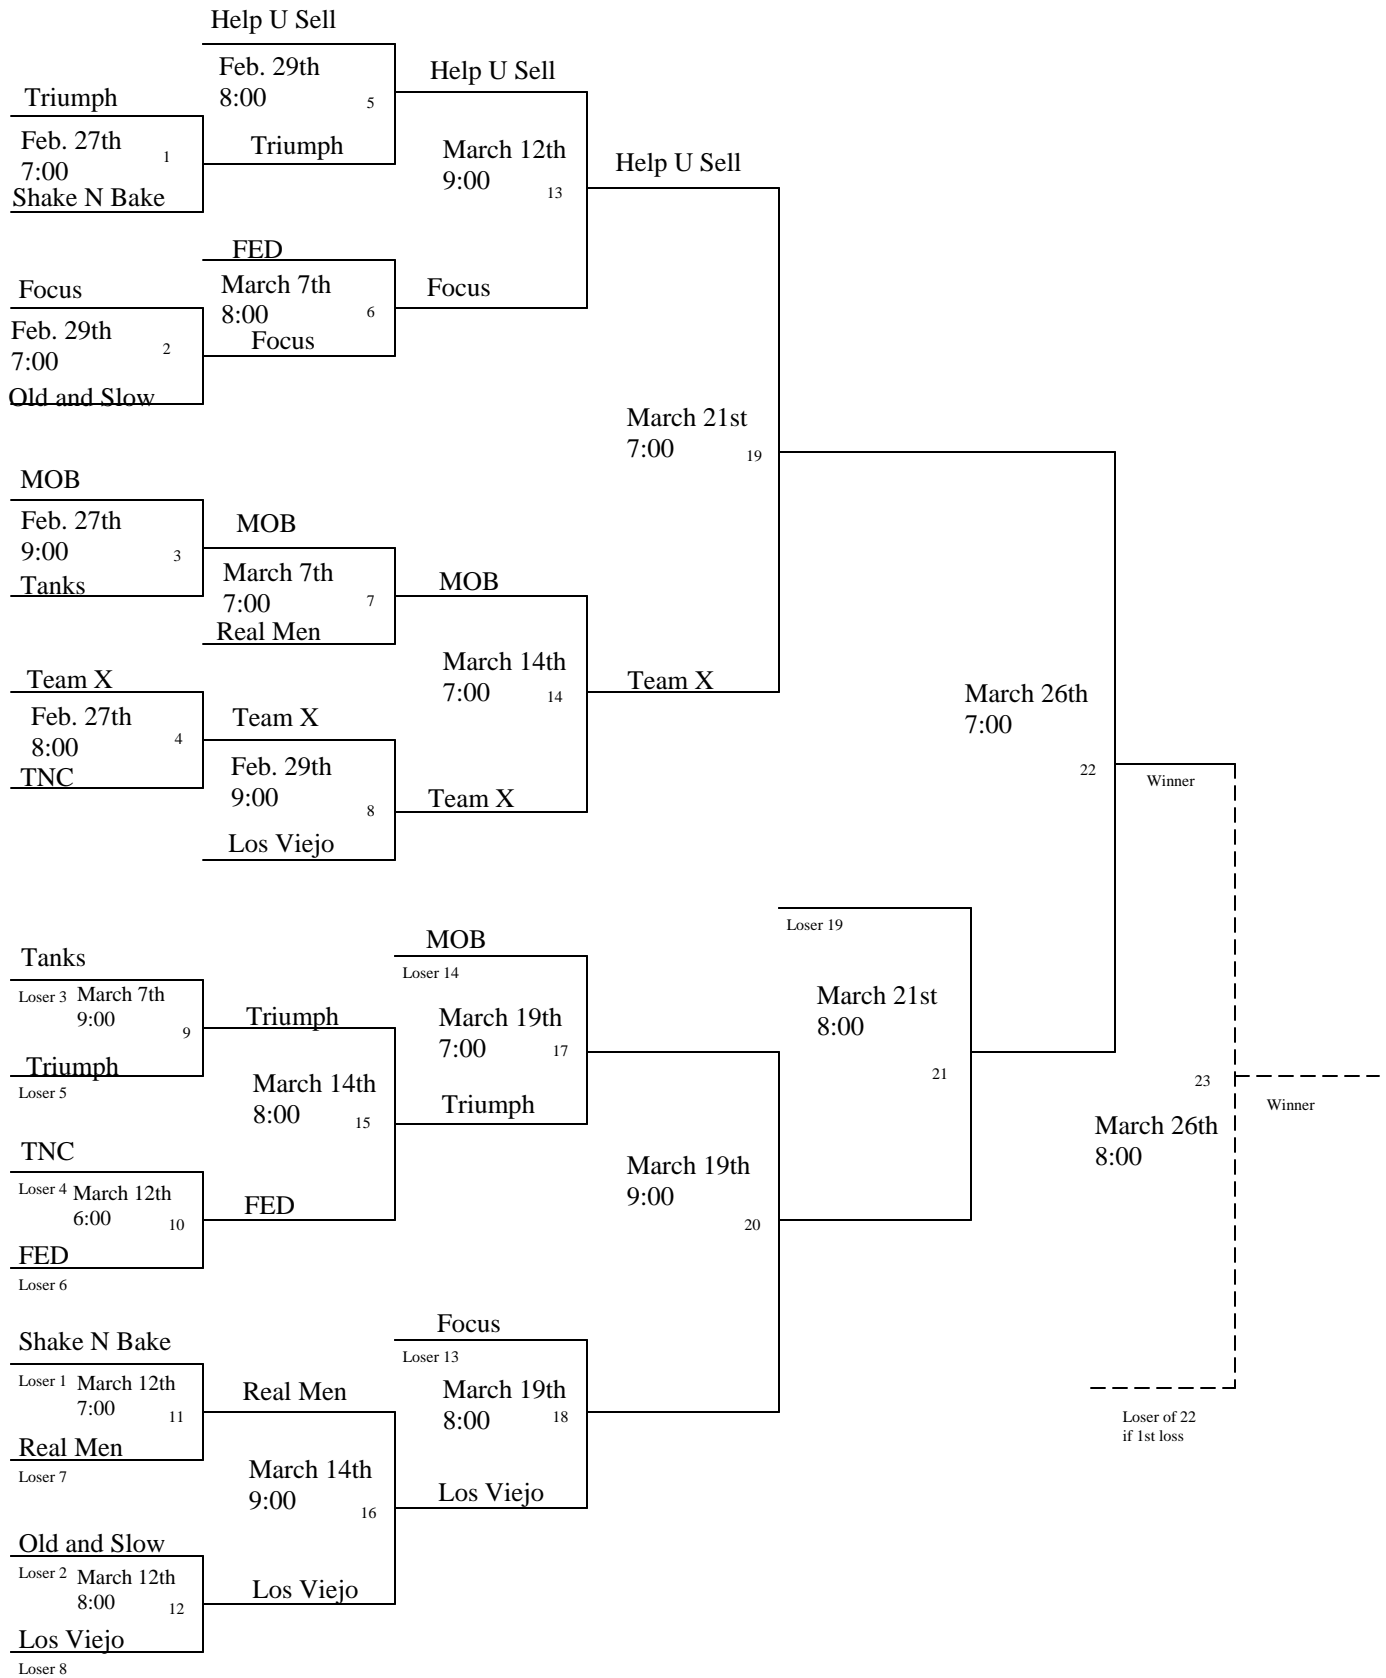 Help U Sell
Feb. 29th
8:00
5
Triumph
Help U Sell
Triumph
Feb. 27th
7:00
1
Shake N Bake
March 12th
9:00
13
Help U Sell
FED
March 7th
8:00
6
Focus
Focus
Focus
Feb. 29th
7:00
2
Old and Slow
March 21st
7:00
19
MOB
Feb. 27th
9:00
3
Tanks
MOB
March 7th
7:00
7
Real Men
MOB
March 14th
7:00
14
Team X
Team X
Feb. 27th
8:00
4
TNC
Team X
Feb. 29th
9:00
8
Los Viejo
Team X
March 26th
7:00
22
Winner
Tanks
Loser 3 March 7th
9:00
9
Triumph
Loser 5
Triumph
March 14th
8:00
15
FED
MOB
Loser 14
March 19th
7:00
17
Triumph
Loser 19
March 21st
8:00
21
TNC
Loser 4 March 12th
6:00
10
FED
Loser 6
March 19th
9:00
20
23
March 26th
8:00
Winner
Shake N Bake
Loser 1 March 12th
7:00
11
Real Men
Loser 7
Real Men
March 14th
9:00
16
Los Viejo
Focus
Loser 13
March 19th
8:00
18
Los Viejo
Loser of 22
if 1st loss
Old and Slow
Loser 2 March 12th
8:00
12
Los Viejo
Loser 8